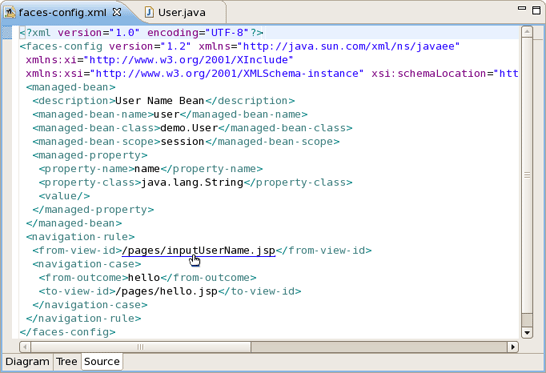 faces-config.xml User.java
<?xml version="1.0" encoding="UTF-8"?>
<faces-config version="1.2" xmlns="http://java.sun.com/xml/ns/javaee"
xmlns:xi="http://www.w3.org/2001/XInclude"
xmlns:xsi="http://www.w3.org/2001/XMLSchema-instance" xsi:schemaLocation="htt
<managed-bean>
<description>User Name Bean</description>
<managed-bean-name>user</managed-bean-name>
<managed-bean-class>demo.User</managed-bean-class>
<managed-bean-scope>session</managed-bean-scope>
<managed-property>
<property-name>name</property-name>
<property-class>java.lang.String</property-class>
<value/>
</managed-property>
</managed-bean>
<navigation-rule>
<from-view-id>/pages/inputUserName.jsp</from-view-id>
<navigation-case>
<from-outcome>hello</from-outcome>
<to-view-id>/pages/hello.jsp</to-view-id>
</navigation-case>
</navigation-rule>
</faces-config>
Diagram Tree Source